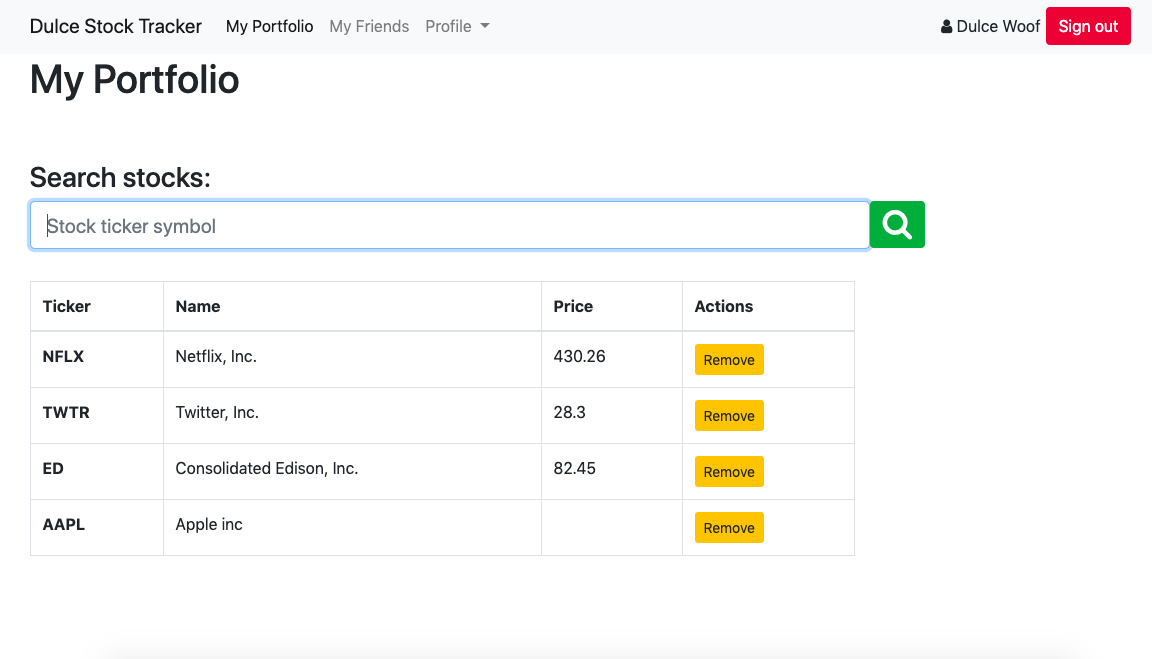 Dulce Stock Tracker My Portfolio My Friends Profile Dulce Woof Sign out
My Portfolio
Search stocks:
Stock ticker symbol
Ticker Name Price Actions
NFLX Netflix, Inc. 430.26 Remove
TWTR Twitter, Inc. 28.3 Remove
ED Consolidated Edison, Inc. 82.45 Remove
AAPL Apple inc Remove